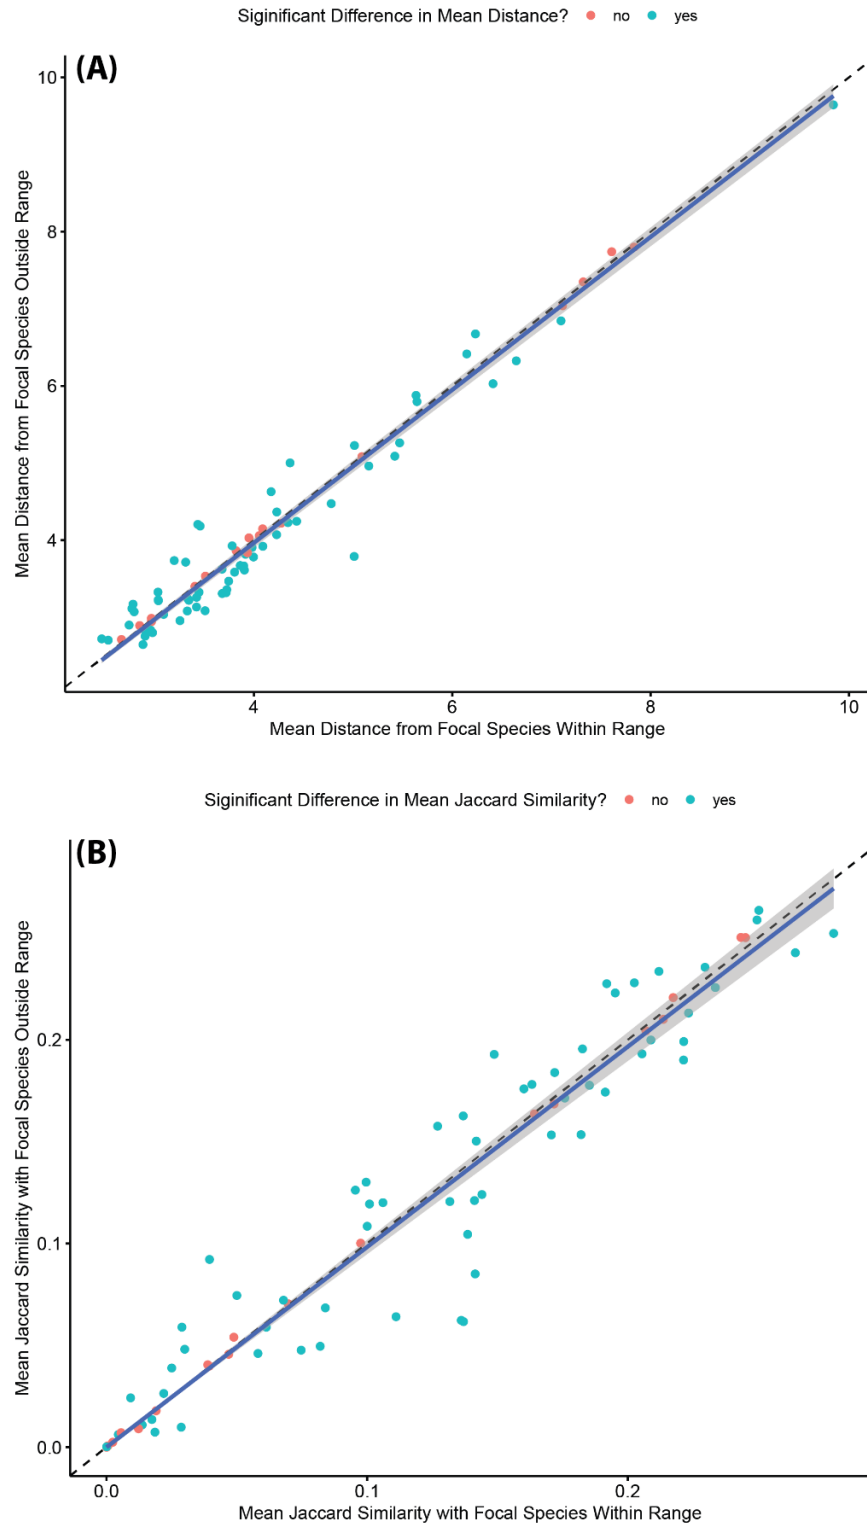 Siginificant Difference in Mean Distance? no yes
(A)
10
8
6
4
Mean Distance from Focal Species Outside Range
4 6 8 10
Mean Distance from Focal Species Within Range
Siginificant Difference in Mean Jaccard Similarity? no yes
(B)
0.2
0.1
0.0
Mean Jaccard Similarity with Focal Species Outside Range
0.0 0.1 0.2
Mean Jaccard Similarity with Focal Species Within Range